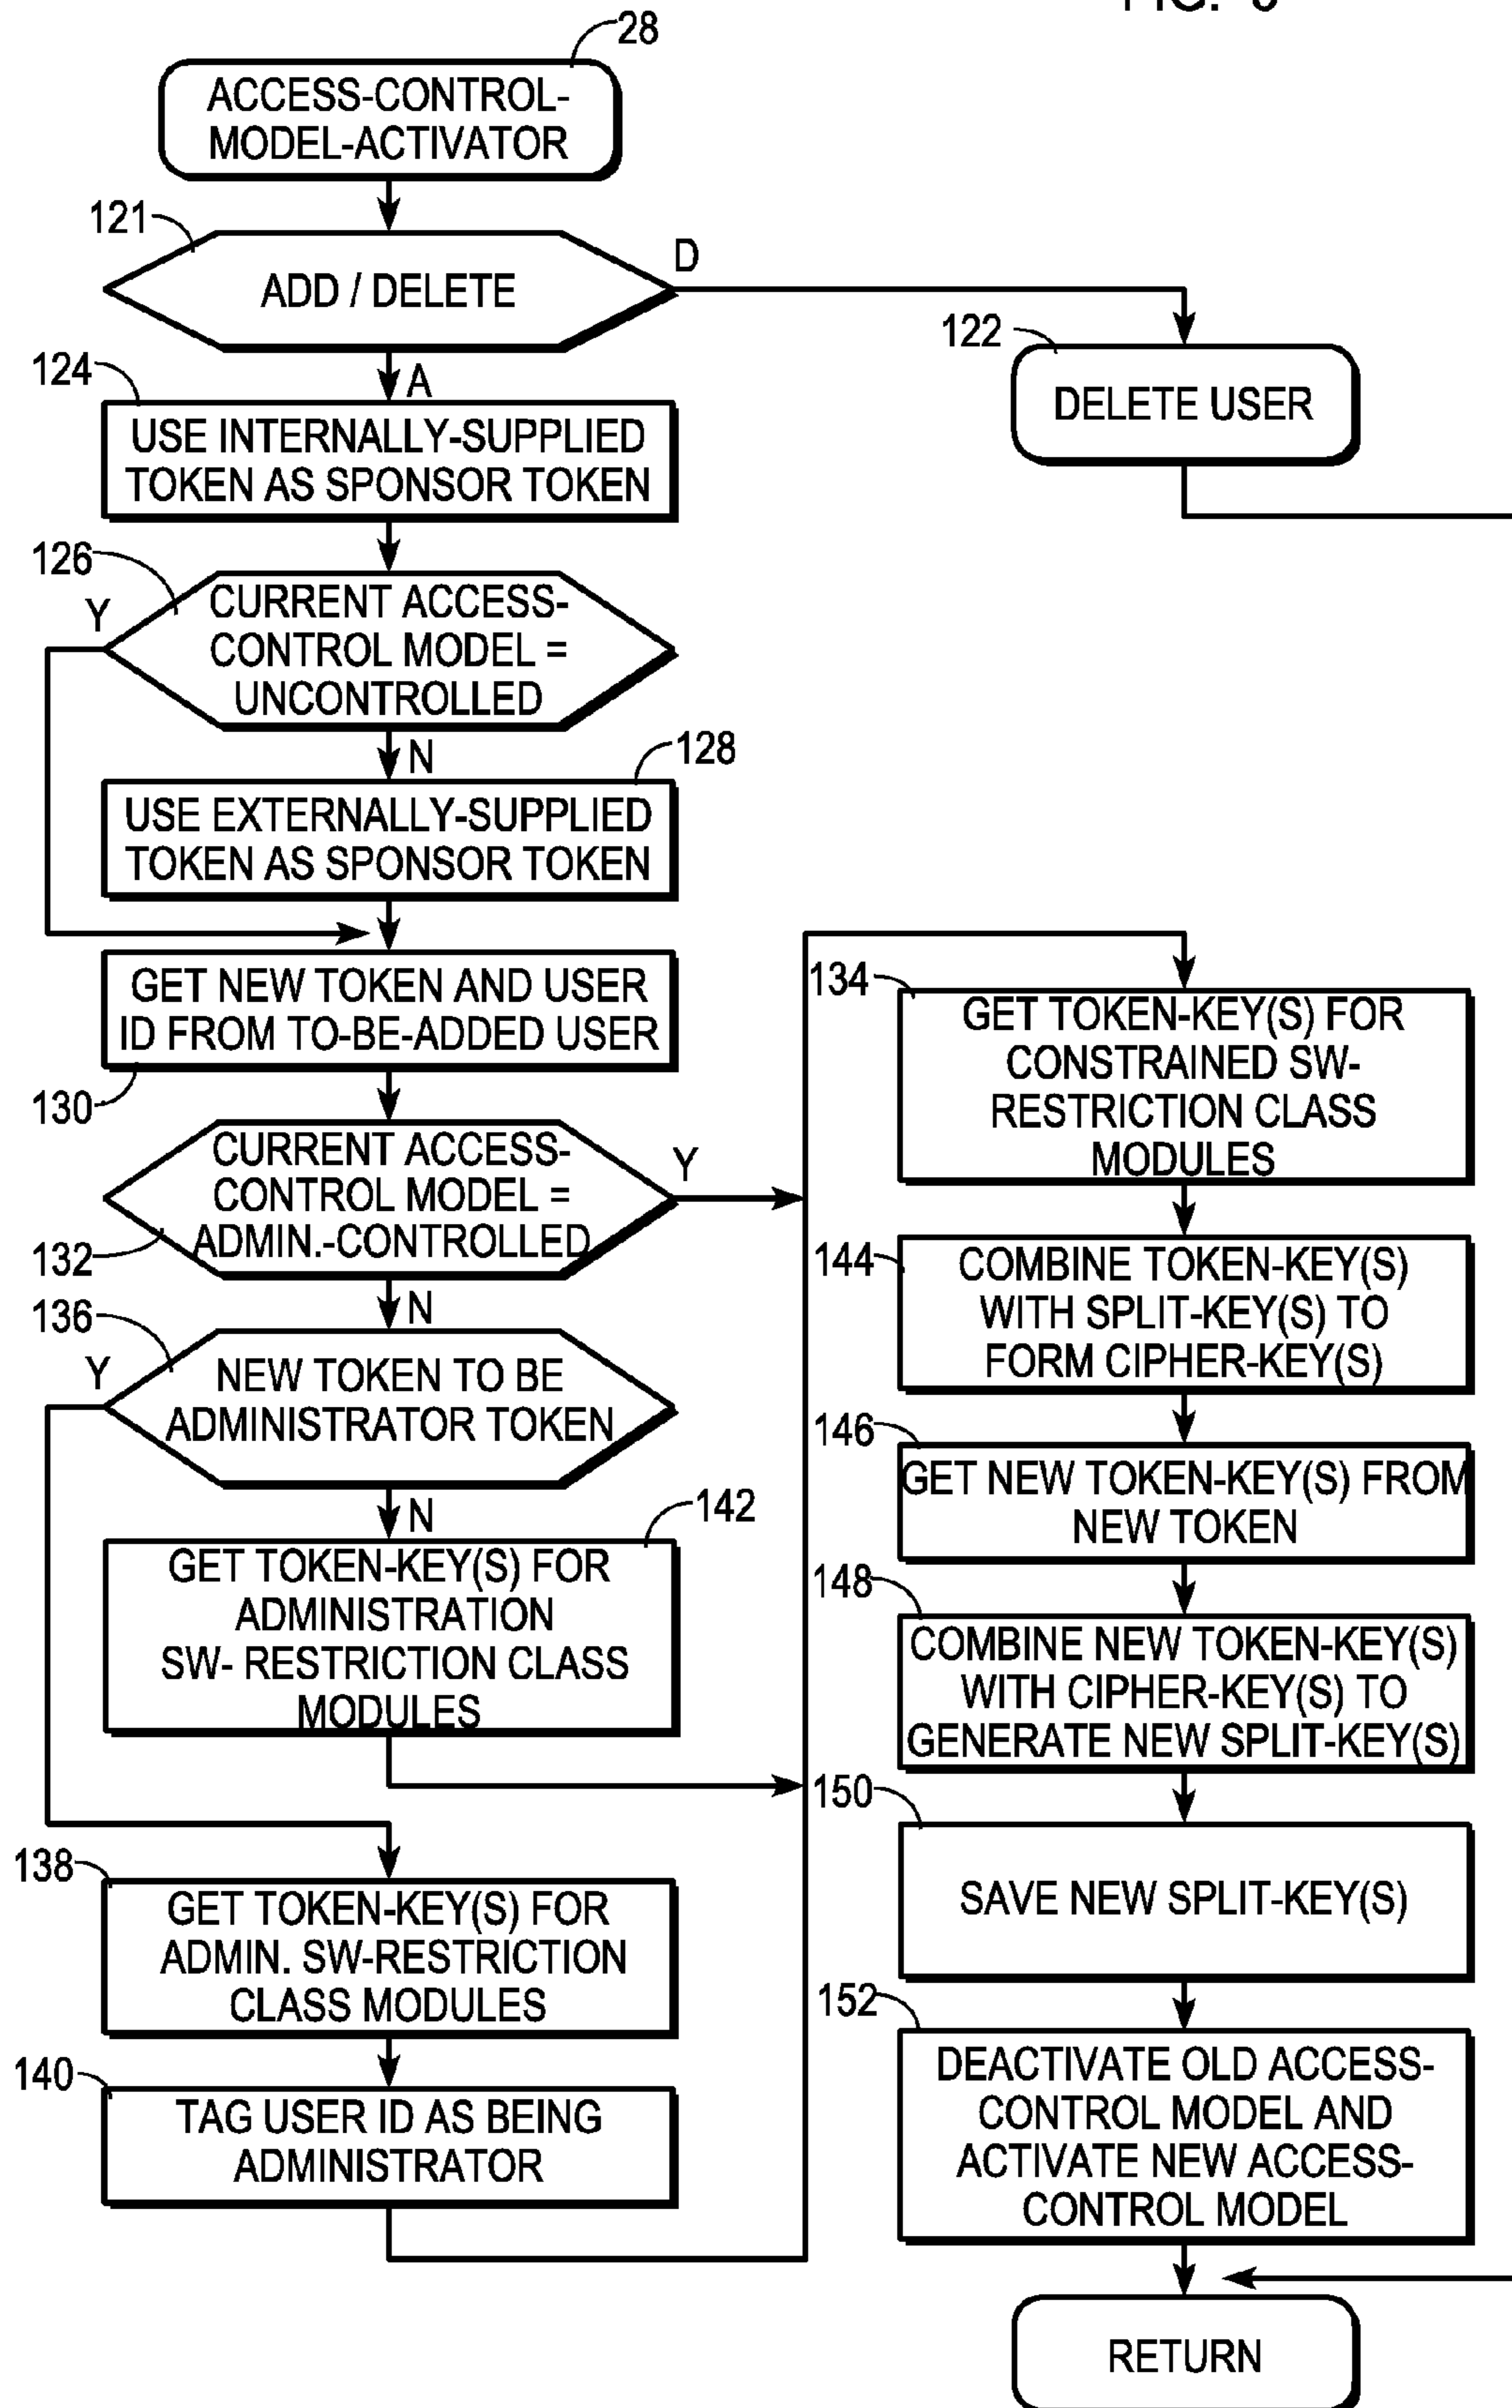 28
ACCESS-CONTROL-
MODEL-ACTIVATOR
121
ADD / DELETE
D
122
DELETE USER
A
124
USE INTERNALLY-SUPPLIED
TOKEN AS SPONSOR TOKEN
126
Y
CURRENT ACCESS-
CONTROL MODEL =
UNCONTROLLED
N
128
USE EXTERNALLY-SUPPLIED
TOKEN AS SPONSOR TOKEN
GET NEW TOKEN AND USER
ID FROM TO-BE-ADDED USER
130
CURRENT ACCESS-
CONTROL MODEL =
ADMIN.-CONTROLLED
Y
132
N
136
Y
NEW TOKEN TO BE
ADMINISTRATOR TOKEN
N
142
GET TOKEN-KEY(S) FOR
ADMINISTRATION
SW- RESTRICTION CLASS
MODULES
138
GET TOKEN-KEY(S) FOR
ADMIN. SW-RESTRICTION
CLASS MODULES
140
TAG USER ID AS BEING
ADMINISTRATOR
134
GET TOKEN-KEY(S) FOR
CONSTRAINED SW-
RESTRICTION CLASS
MODULES
144
COMBINE TOKEN-KEY(S)
WITH SPLIT-KEY(S) TO
FORM CIPHER-KEY(S)
146
GET NEW TOKEN-KEY(S) FROM
NEW TOKEN
148
COMBINE NEW TOKEN-KEY(S)
WITH CIPHER-KEY(S) TO
GENERATE NEW SPLIT-KEY(S)
150
SAVE NEW SPLIT-KEY(S)
152
DEACTIVATE OLD ACCESS-
CONTROL MODEL AND
ACTIVATE NEW ACCESS-
CONTROL MODEL
RETURN